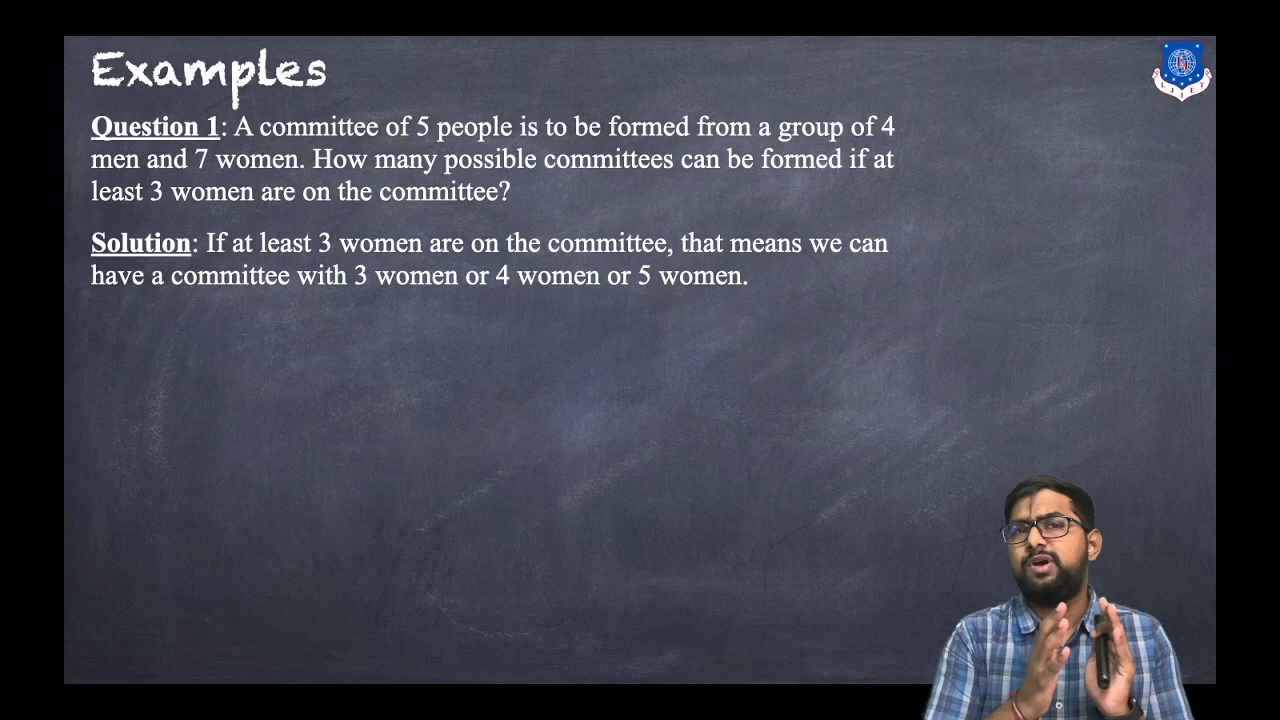 Examples
Question 1: A committee of 5 people is to be formed from a group of 4
men and 7 women. How many possible committees can be formed if at
least 3 women are on the committee?
Solution: If at least 3 women are on the committee, that means we can
have a committee with 3 women or 4 women or 5 women.